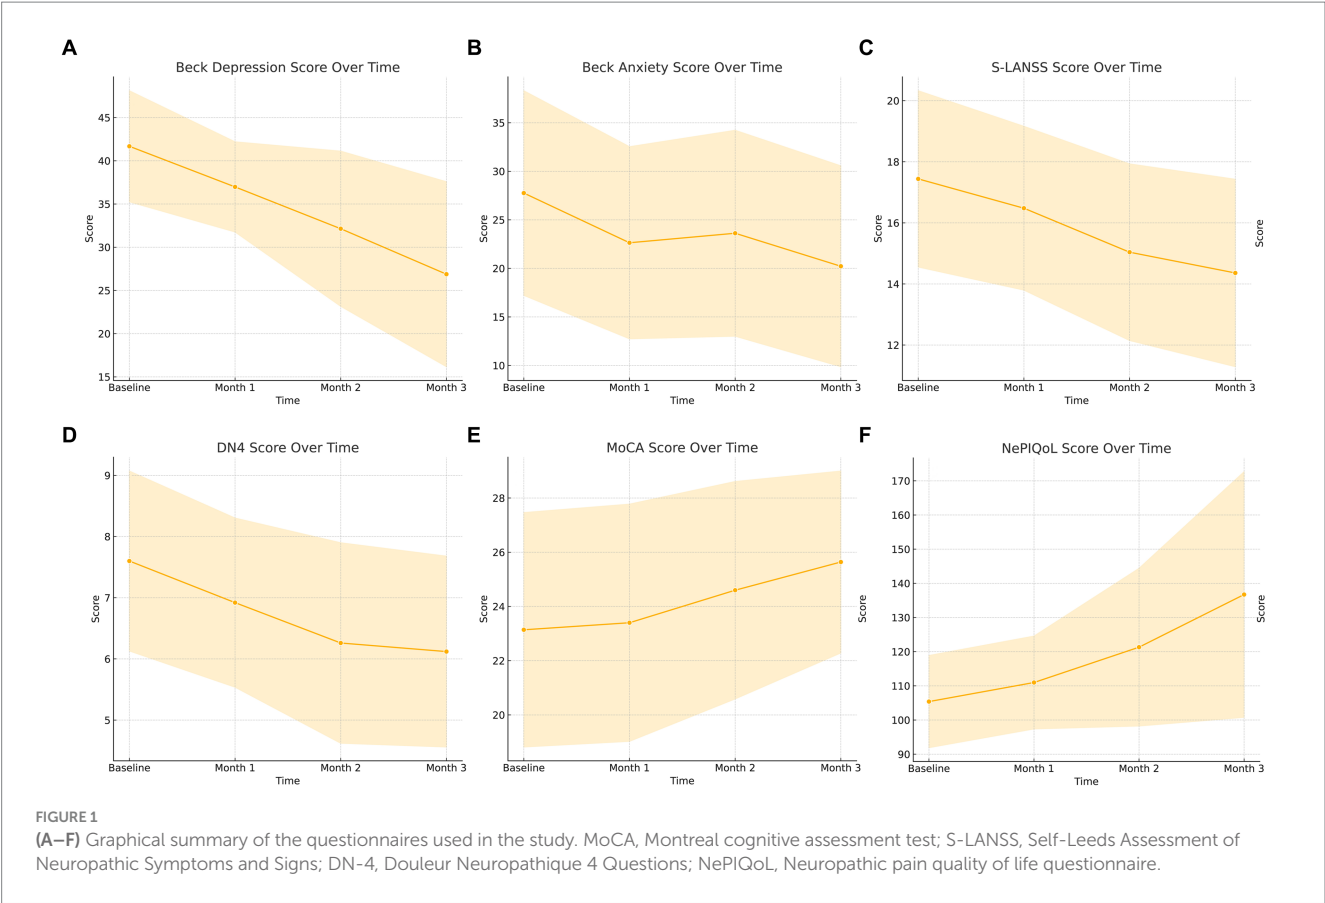 A
Beck Depression Score Over Time
45
40
35
30
25
20
15
Score
Baseline
Month 1
Month 2
Month 3
Time
B
Beck Anxiety Score Over Time
35
30
25
20
15
10
Score
Baseline
Month 1
Month 2
Month 3
Time
C
S-LANSS Score Over Time
20
18
16
14
12
Score
Score
Baseline
Month 1
Month 2
Month 3
Time
D
DN4 Score Over Time
9
8
7
6
5
Score
Baseline
Month 1
Month 2
Month 3
Time
E
MoCA Score Over Time
28
26
24
22
20
Score
Baseline
Month 1
Month 2
Month 3
Time
F
NePIQoL Score Over Time
170
160
150
140
130
120
110
100
90
Score
Score
Baseline
Month 1
Month 2
Month 3
Time
FIGURE 1
(A–F) Graphical summary of the questionnaires used in the study. MoCA, Montreal cognitive assessment test; S-LANSS, Self-Leeds Assessment of
Neuropathic Symptoms and Signs; DN-4, Douleur Neuropathique 4 Questions; NePIQoL, Neuropathic pain quality of life questionnaire.